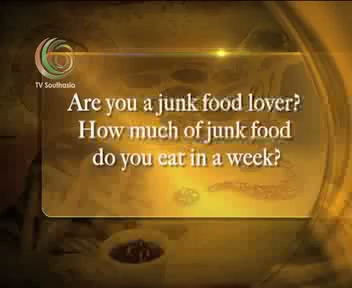 TV Southasia
Are you a junk food lover?
How much of junk food
do you eat in a week?